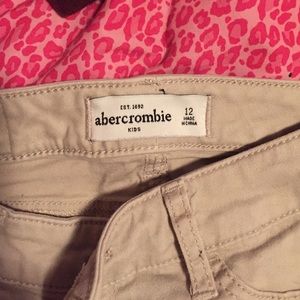 EST. 1892
abercrombie
KIDS
12
MADE
IN CHINA